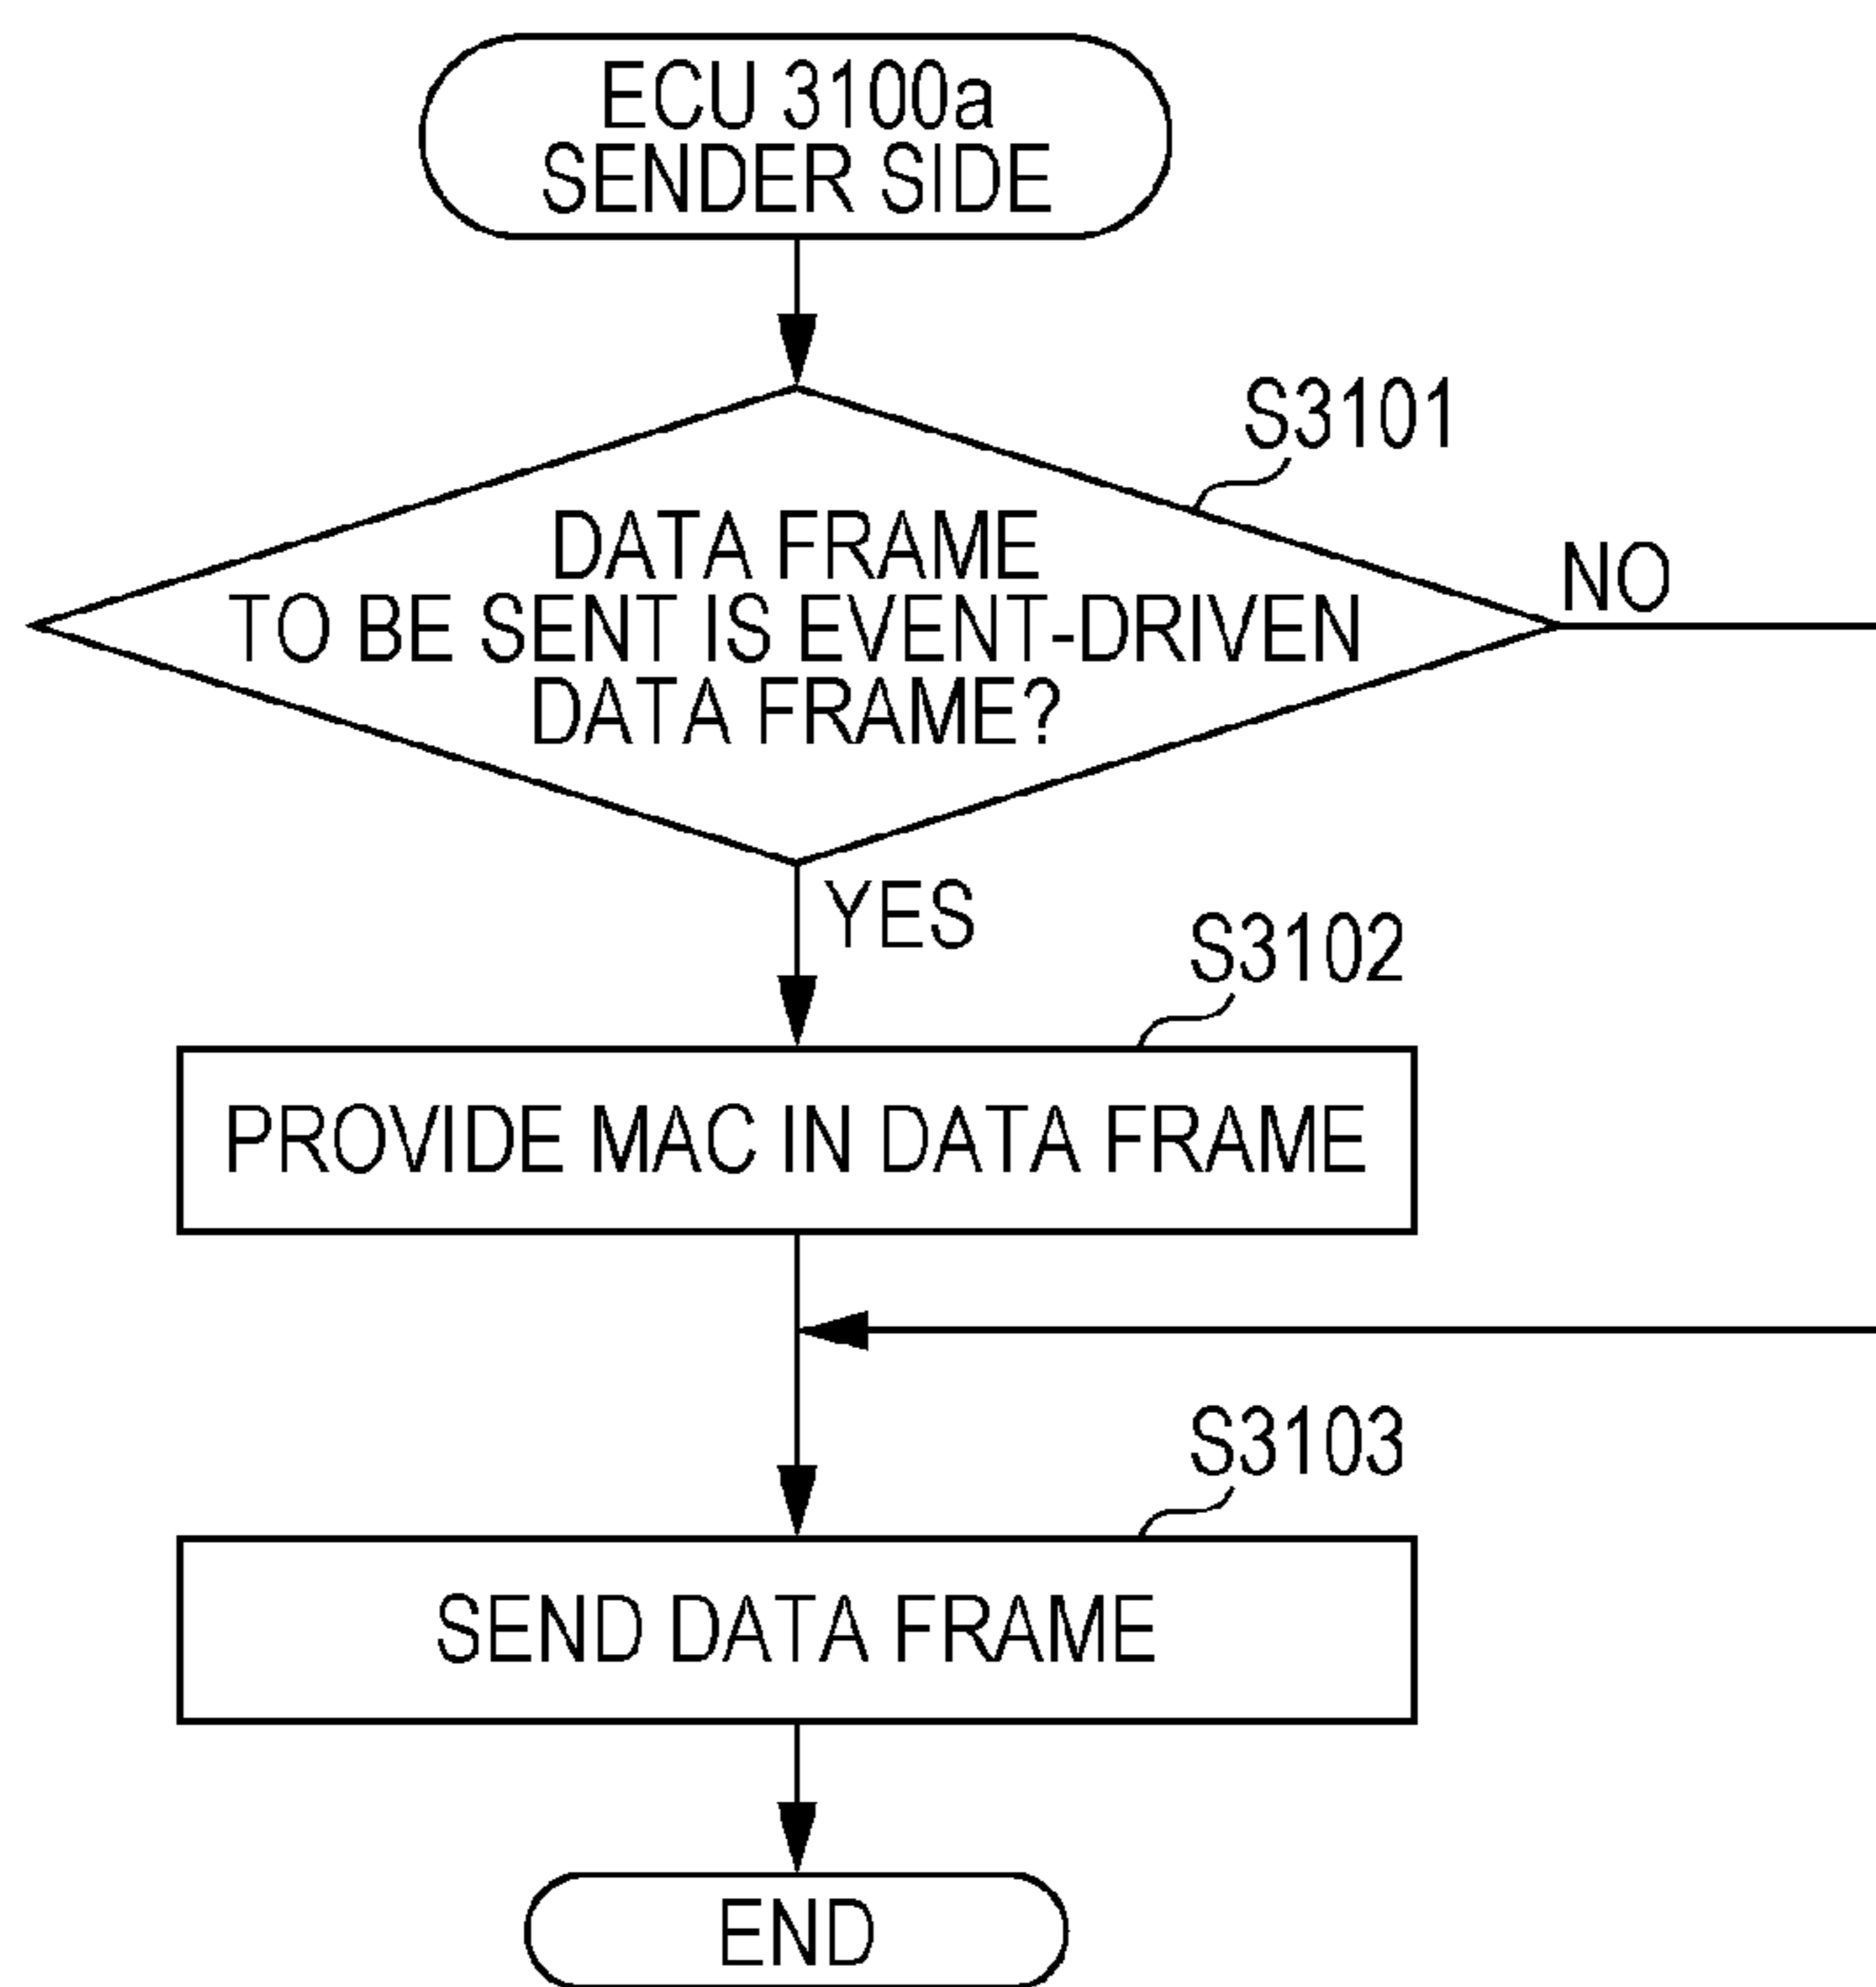 ECU 3100a
SENDER SIDE
S3101
DATA FRAME
TO BE SENT IS EVENT-DRIVEN
DATA FRAME?
NO
YES
S3102
PROVIDE MAC IN DATA FRAME
S3103
SEND DATA FRAME
END